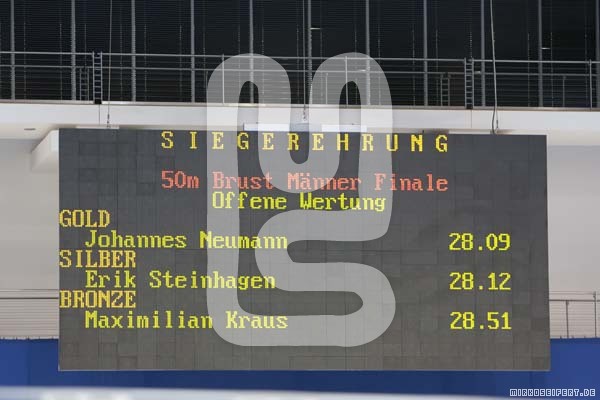 SIEGEREHRUNG
50m Brust Männer Finale
Offene Wertung
GOLD
Johannes Neumann 28.09
SILBER
Erik Steinhagen 28.12
BRONZE
Maximilian Kraus 28.51
MIRKOSEIFERT.DE